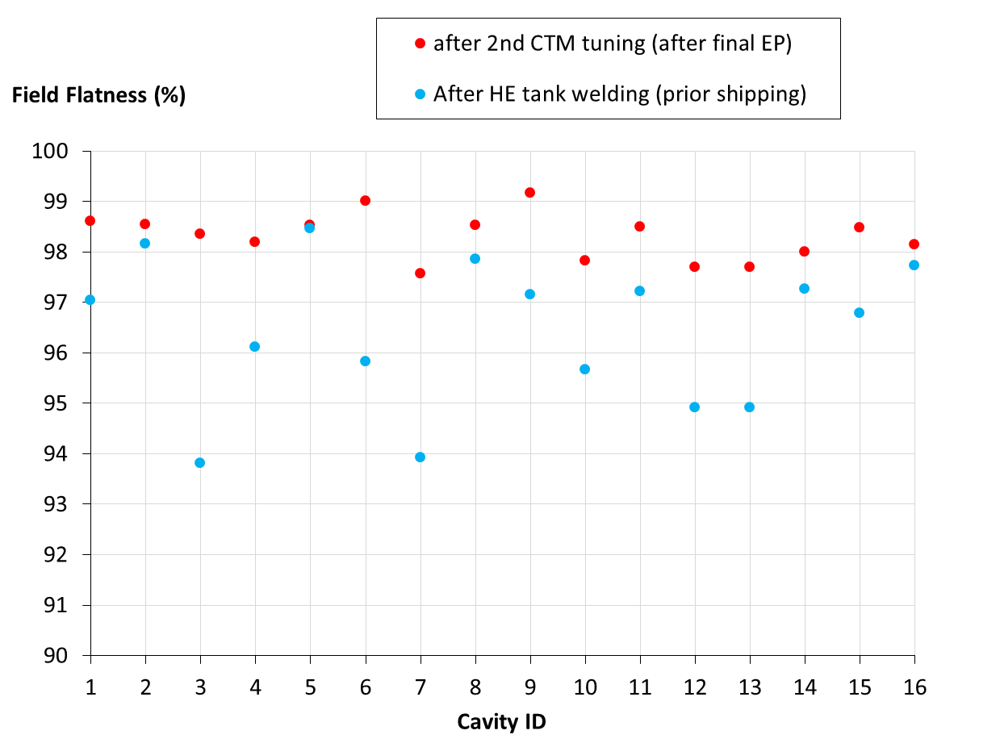 after 2nd CTM tuning (after final EP)
After HE tank welding (prior shipping)
Field Flatness (%)
100
99
98
97
96
95
94
93
92
91
90
1 2 3 4 5 6 7 8 9 10 11 12 13 14 15 16
Cavity ID